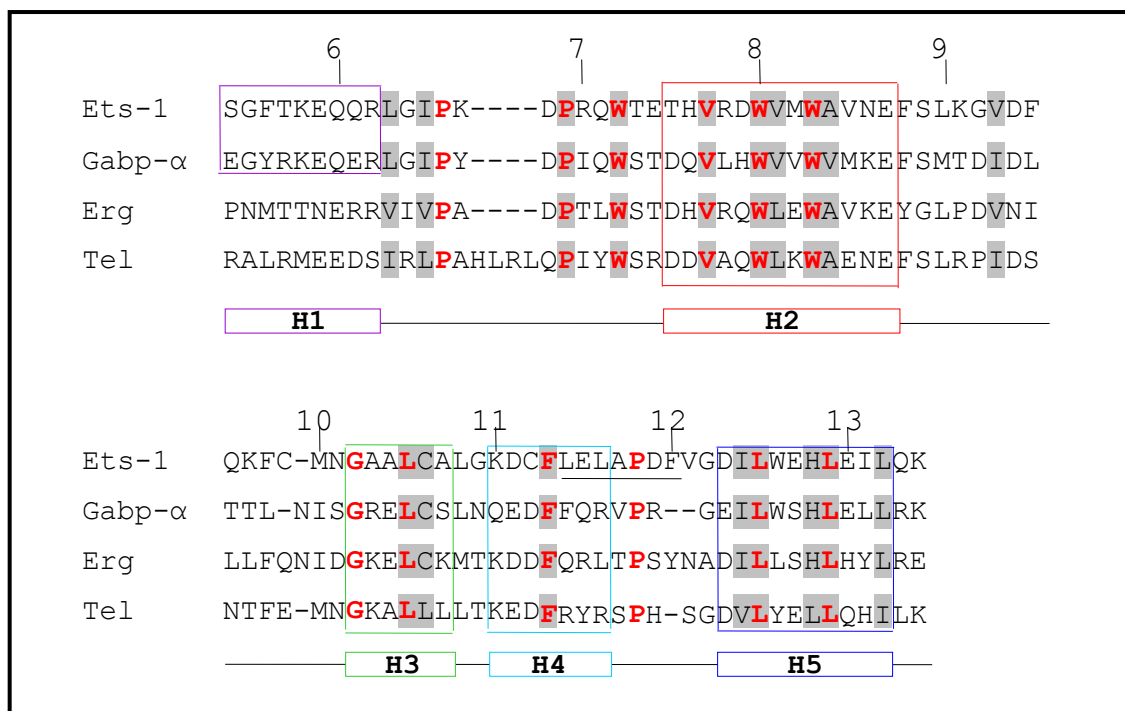 6 7 8 9
Ets-1 SGFTKEQQRLGIPK----DPRQWTETHVRDWVMWAVNEFSLKGVDF
Gabp-α EGYRKEQERLGIPY----DPIQWSTDQVLHWVVWVMKEFSMTDIDL
Erg PNMTTNERRVIVPA----DPTLWSTDHVRQWLEWAVKEYGLPDVNI
Tel RALRMEEDSIRLPAHLRLQPIYWSRDDVAQWLKWAENEFSLRPIDS
H1 H2
10 11 12 13
Ets-1 QKFC-MNGAALCALGKDCFLELAPDFVGDILWEHLEILQK
Gabp-α TTL-NISGRELCSLNQEDFFQRVPR--GEILWSHLELLRK
Erg LLFQNIDGKELCKMTKDDFQRLTPSYNADILLSHLHYLRE
Tel NTFE-MNGKALLLLTKEDFRYRSPH-SGDVLYELLQHILK
H3 H4 H5